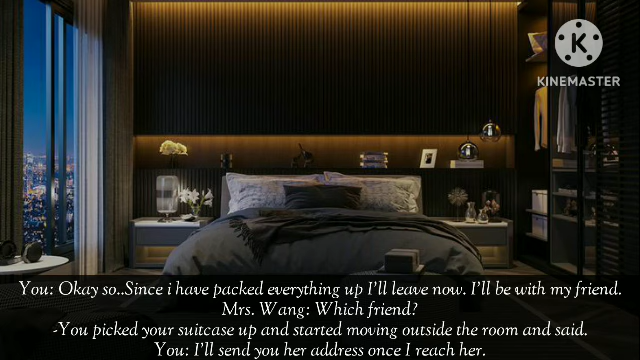 K
KINEMASTER
You: Okay so..Since i have packed everything up I'll leave now. I'll be with my friend.
Mrs. Wang: Which friend?
-You picked your suitcase up and started moving outside the room and said.
You: I'll send you her address once I reach her.